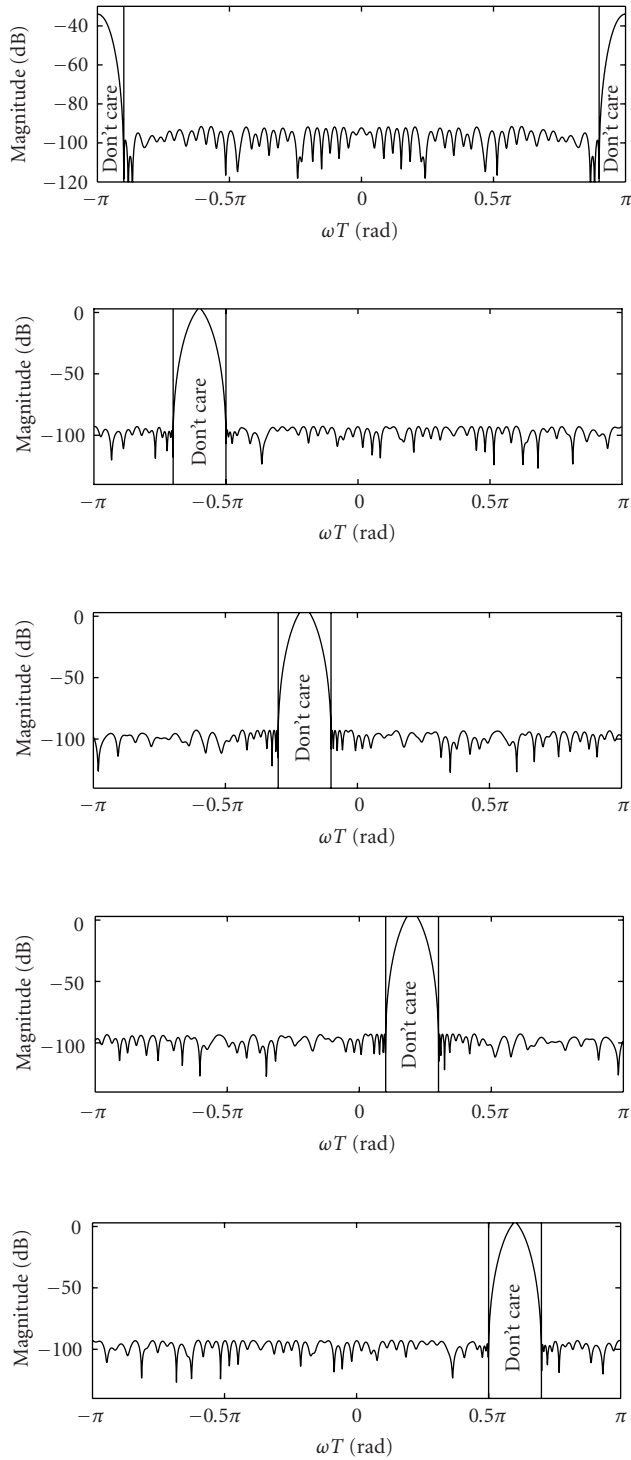 Magnitude (dB)
−40
−60
−80
−100
−120
Don't care
Don't care
−π
−0.5π
0
0.5π
π
ωT (rad)
Magnitude (dB)
0
−50
−100
Don't care
−π
−0.5π
0
0.5π
π
ωT (rad)
Magnitude (dB)
0
−50
−100
Don't care
−π
−0.5π
0
0.5π
π
ωT (rad)
Magnitude (dB)
0
−50
−100
Don't care
−π
−0.5π
0
0.5π
π
ωT (rad)
Magnitude (dB)
0
−50
−100
Don't care
−π
−0.5π
0
0.5π
π
ωT (rad)